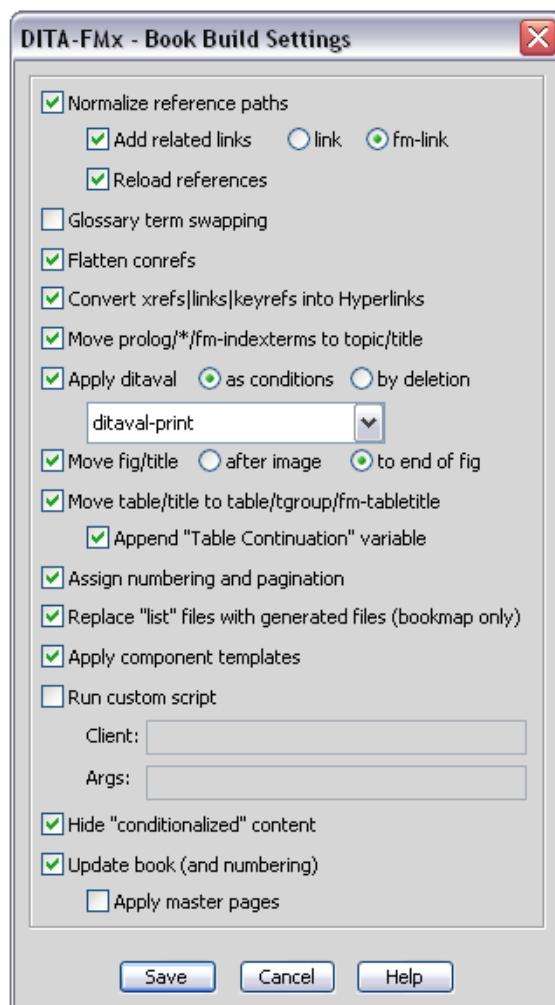 DITA-FMx - Book Build Settings
Normalize reference paths
Add related links link fm-link
Reload references
Glossary term swapping
Flatten conrefs
Convert xrefs|links|keyrefs into Hyperlinks
Move prolog/*/fm-indexterms to topic/title
Apply ditaval as conditions by deletion
ditaval-print
Move fig/title after image to end of fig
Move table/title to table/tgroup/fm-tabletitle
Append "Table Continuation" variable
Assign numbering and pagination
Replace "list" files with generated files (bookmap only)
Apply component templates
Run custom script
Client:
Args:
Hide "conditionalized" content
Update book (and numbering)
Apply master pages
Save Cancel Help